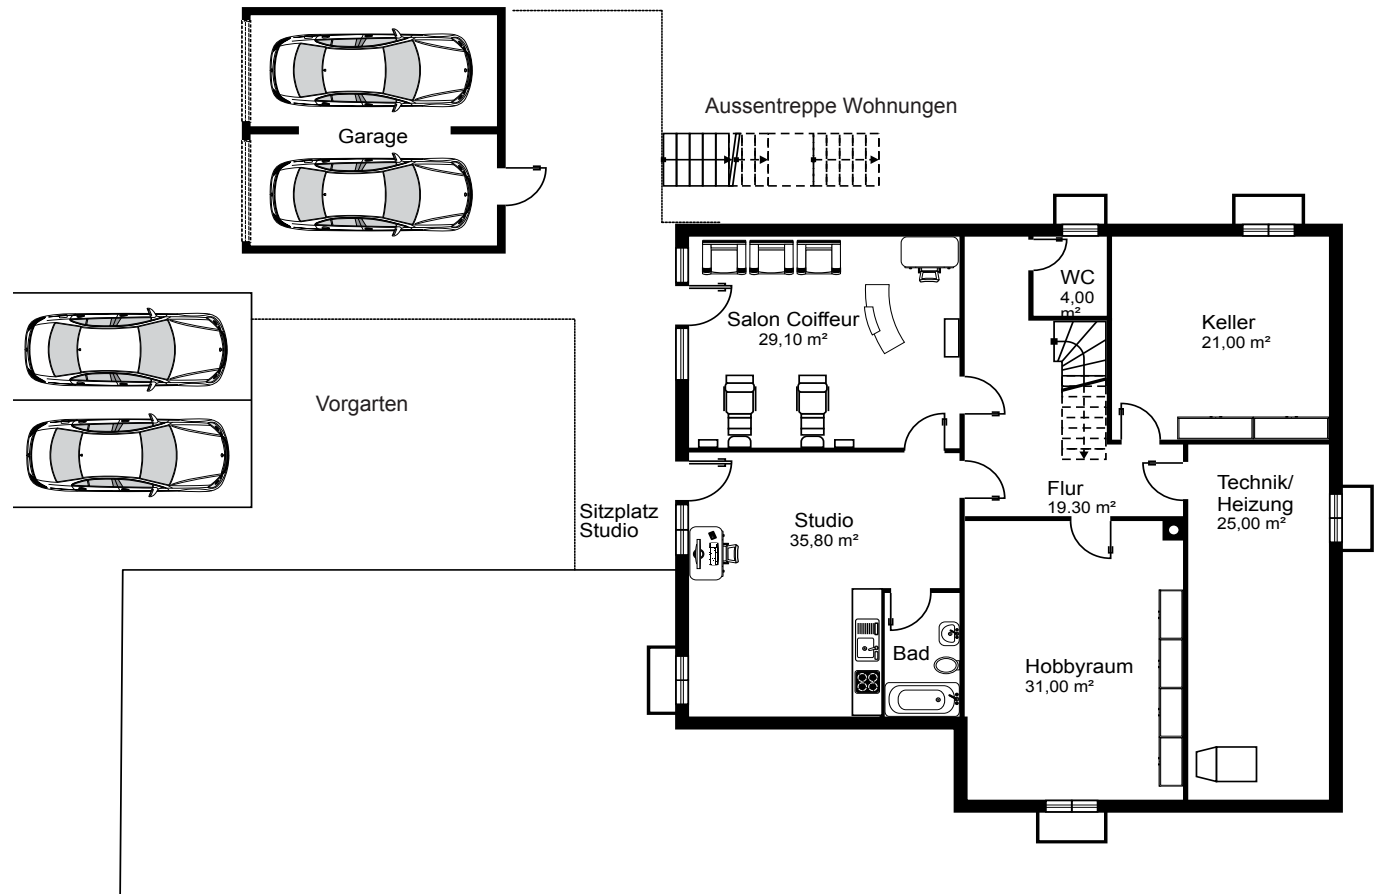 Aussentreppe Wohnungen
Garage
WC
4,00
m²
Salon Coiffeur
29,10 m²
Keller
21,00 m²
Vorgarten
Sitzplatz
Studio
Studio
35,80 m²
Flur
19.30 m²
Technik/
Heizung
25,00 m²
Bad
Hobbyraum
31,00 m²